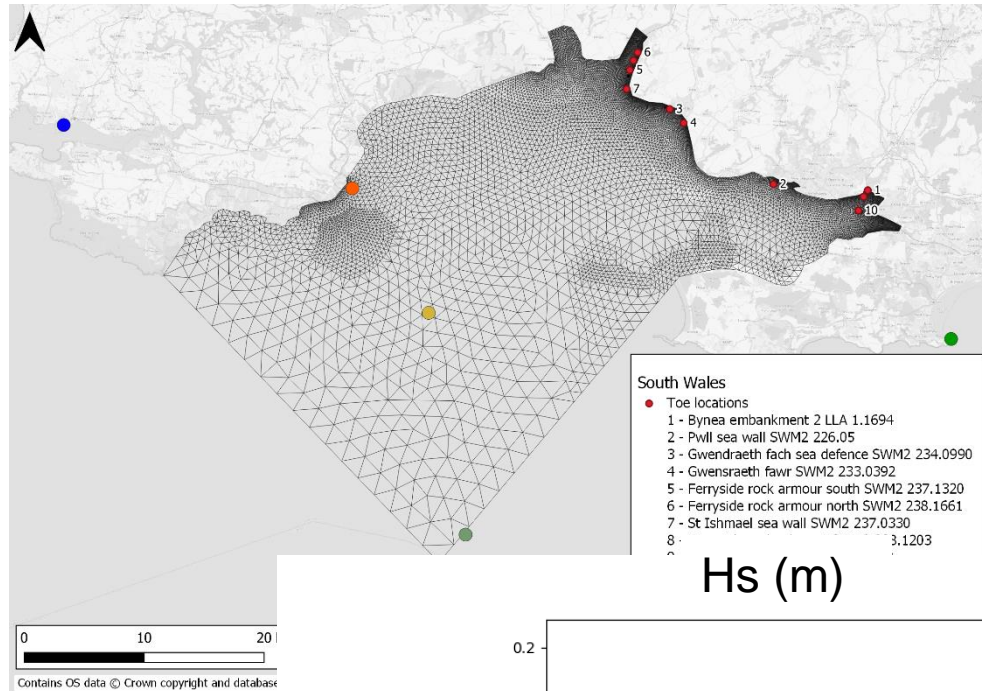 6
5
7
3
4
2
1
10
South Wales
Toe locations
1 - Bynea embankment 2 LLA 1.1694
2 - Pwll sea wall SWM2 226.05
3 - Gwendraeth fach sea defence SWM2 234.0990
4 - Gwensraeth fawr SWM2 233.0392
5 - Ferryside rock armour south SWM2 237.1320
6 - Ferryside rock armour north SWM2 238.1661
7 - St Ishmael sea wall SWM2 237.0330
8 - 3.1203
Hs (m)
0 10 20
0.2
Contains OS data © Crown copyright and database